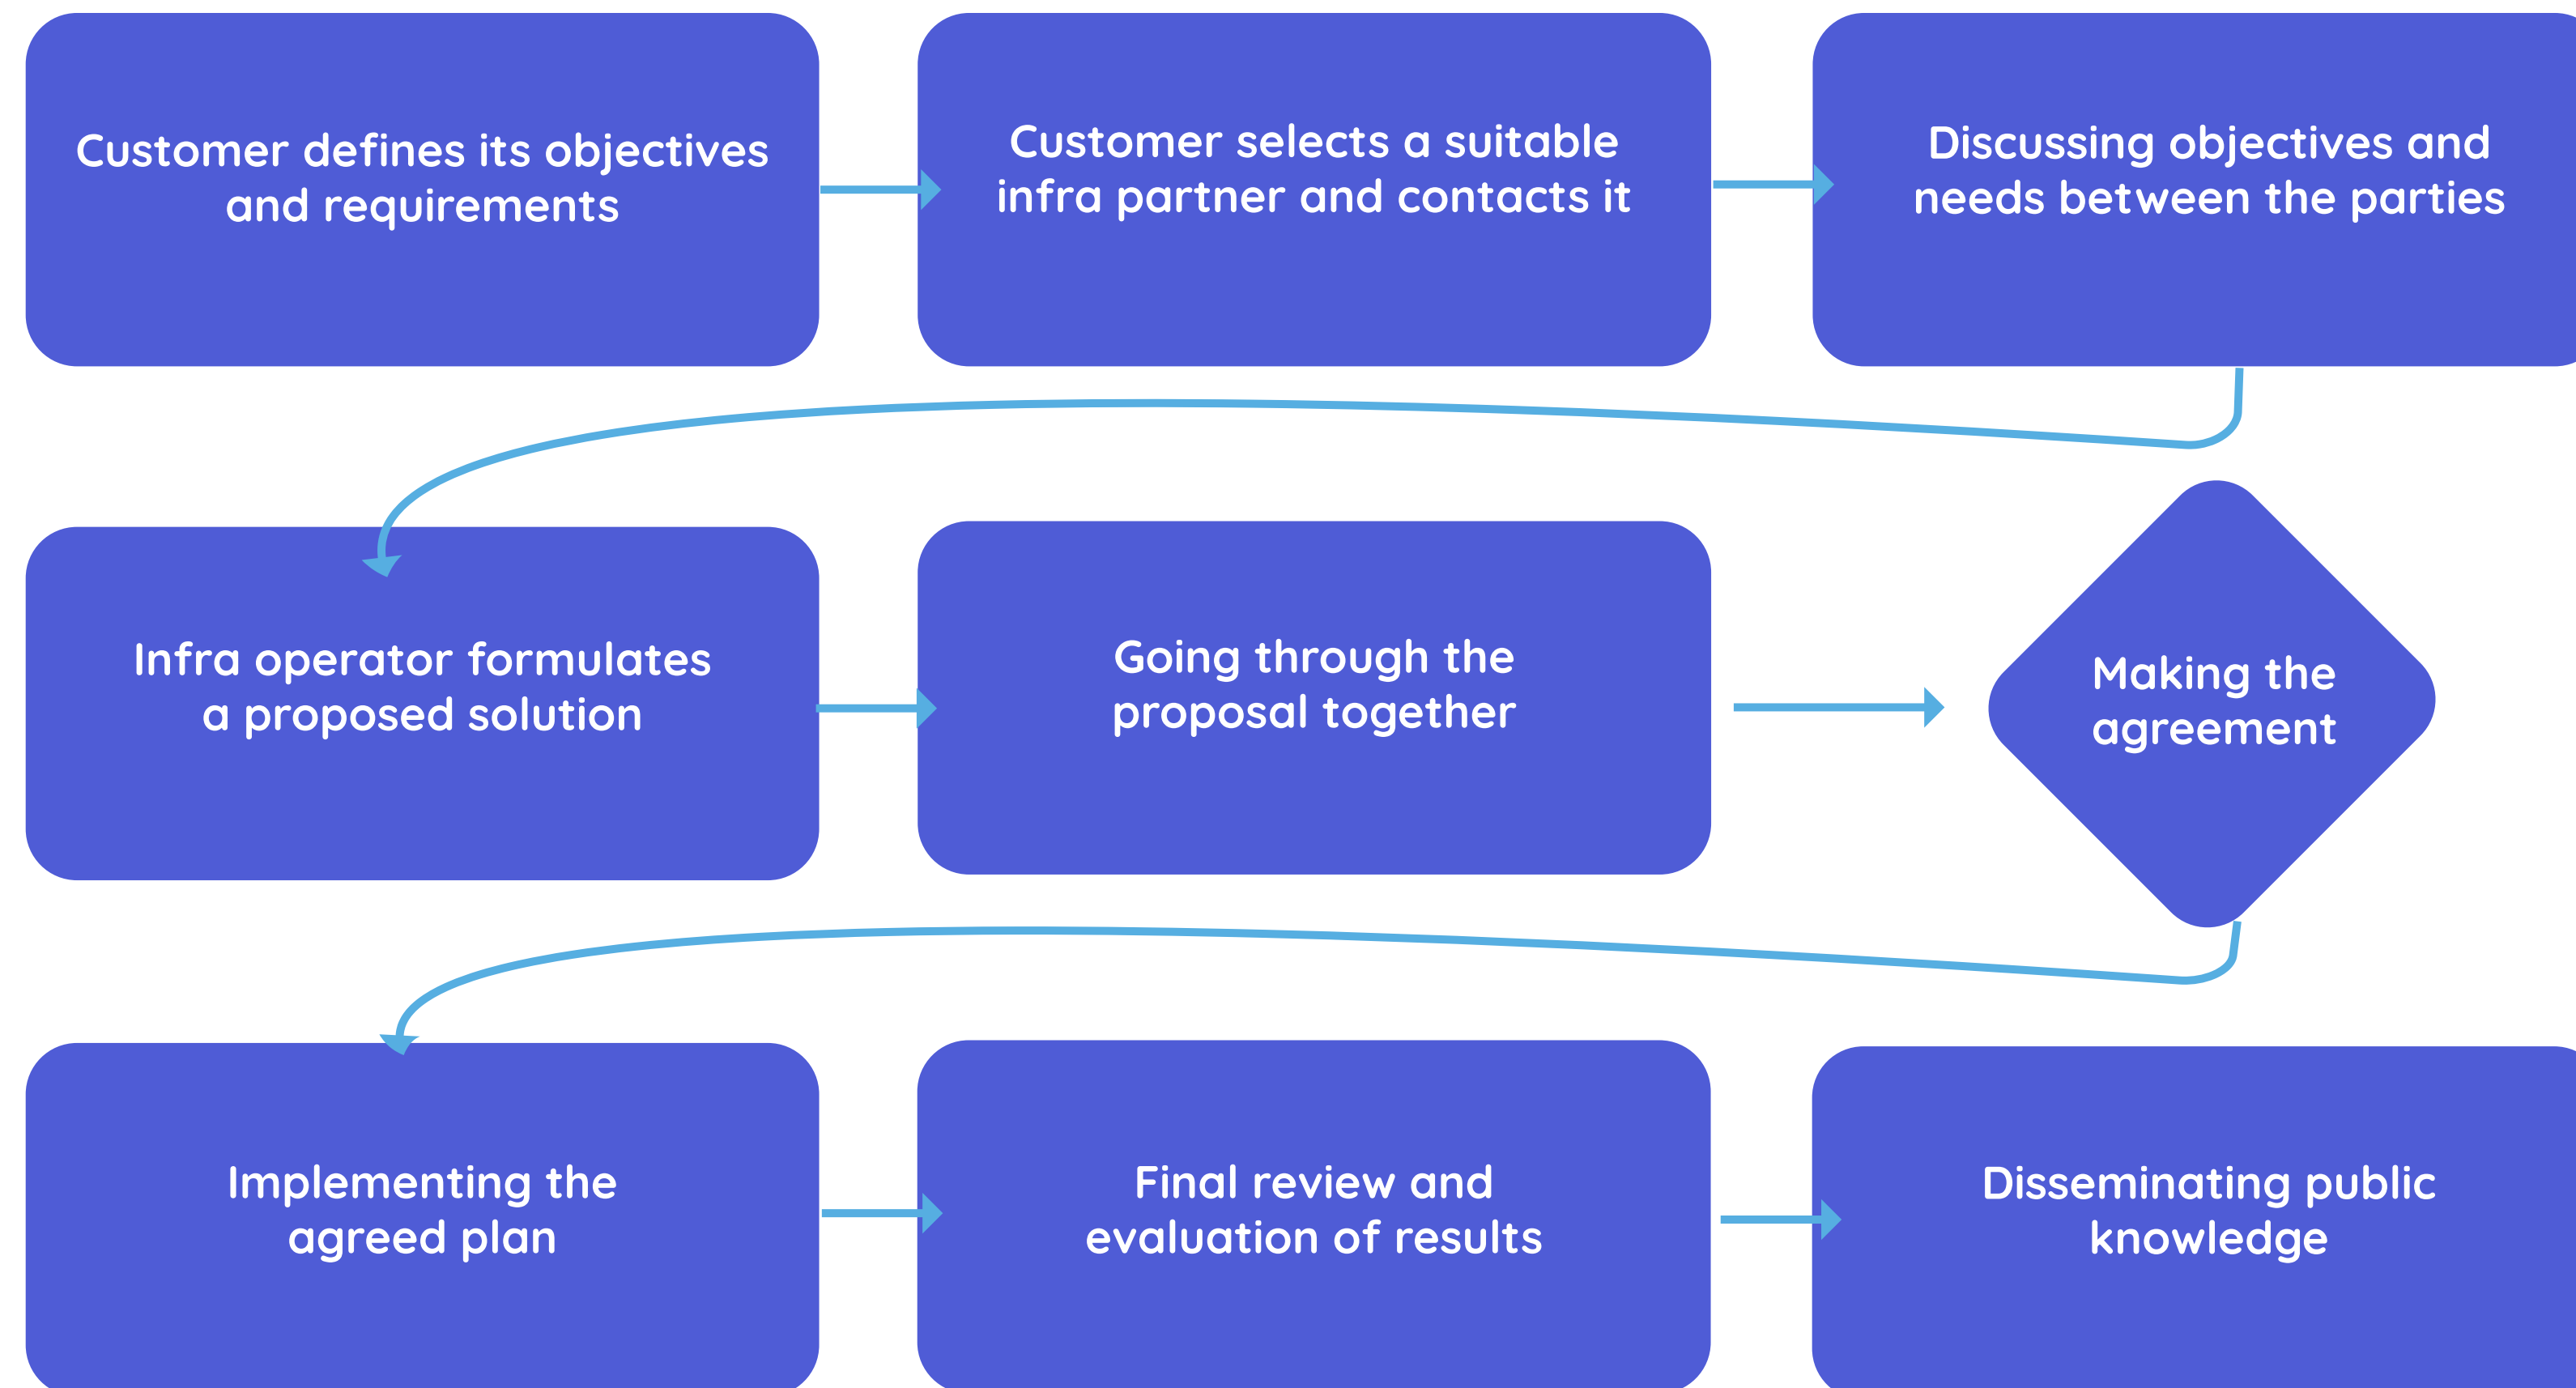 Customer defines its objectives
and requirements
Customer selects a suitable
infra partner and contacts it
Discussing objectives and
needs between the parties
Infra operator formulates
a proposed solution
Going through the
proposal together
Making the
agreement
Implementing the
agreed plan
Final review and
evaluation of results
Disseminating public
knowledge